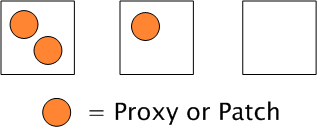 = Proxy or Patch